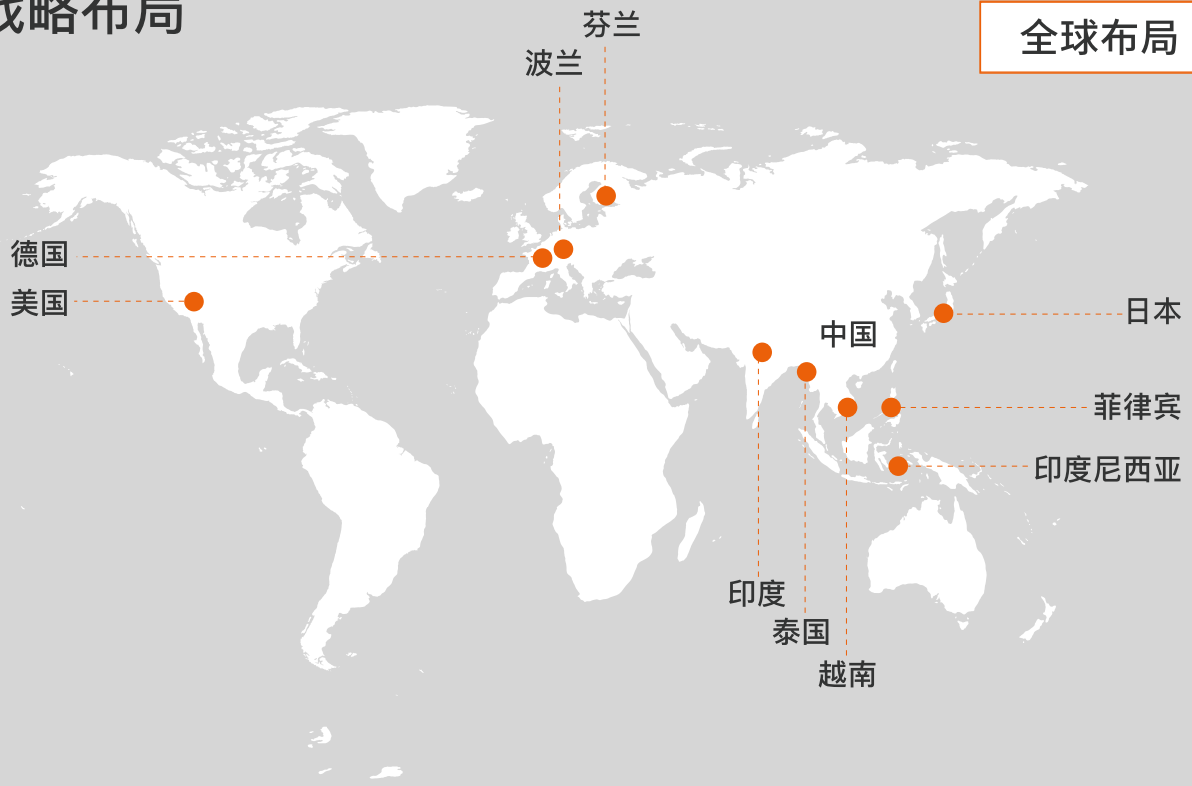 战略布局
芬兰
全球布局
波兰
德国
美国
日本
中国
菲律宾
印度尼西亚
印度
泰国
越南